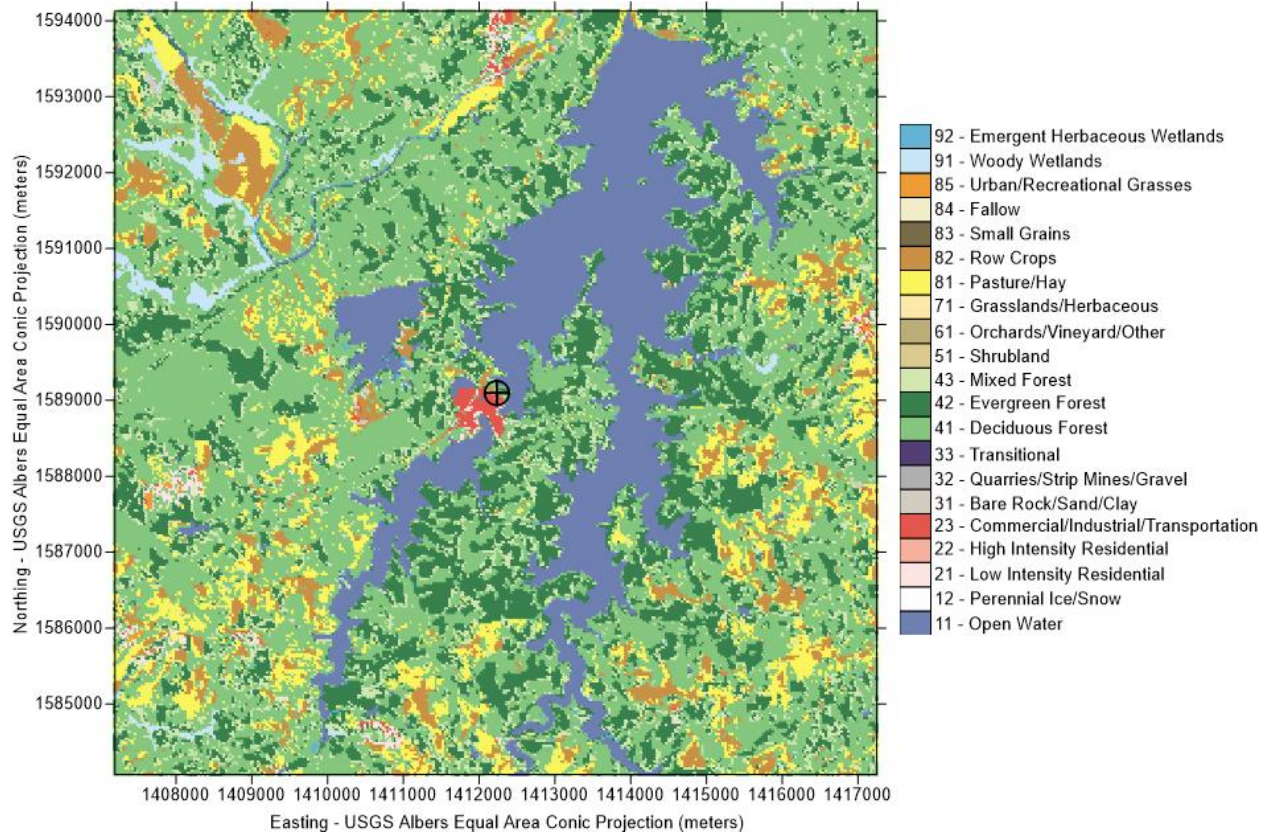 Northing - USGS Albers Equal Area Conic Projection (meters)
1594000
1593000
1592000
1591000
1590000
1589000
1588000
1587000
1586000
1585000
1408000 1409000 1410000 1411000 1412000 1413000 1414000 1415000 1416000 1417000
Easting - USGS Albers Equal Area Conic Projection (meters)
92 - Emergent Herbaceous Wetlands
91 - Woody Wetlands
85 - Urban/Recreational Grasses
84 - Fallow
83 - Small Grains
82 - Row Crops
81 - Pasture/Hay
71 - Grasslands/Herbaceous
61 - Orchards/Vineyard/Other
51 - Shrubland
43 - Mixed Forest
42 - Evergreen Forest
41 - Deciduous Forest
33 - Transitional
32 - Quarries/Strip Mines/Gravel
31 - Bare Rock/Sand/Clay
23 - Commercial/Industrial/Transportation
22 - High Intensity Residential
21 - Low Intensity Residential
12 - Perennial Ice/Snow
11 - Open Water